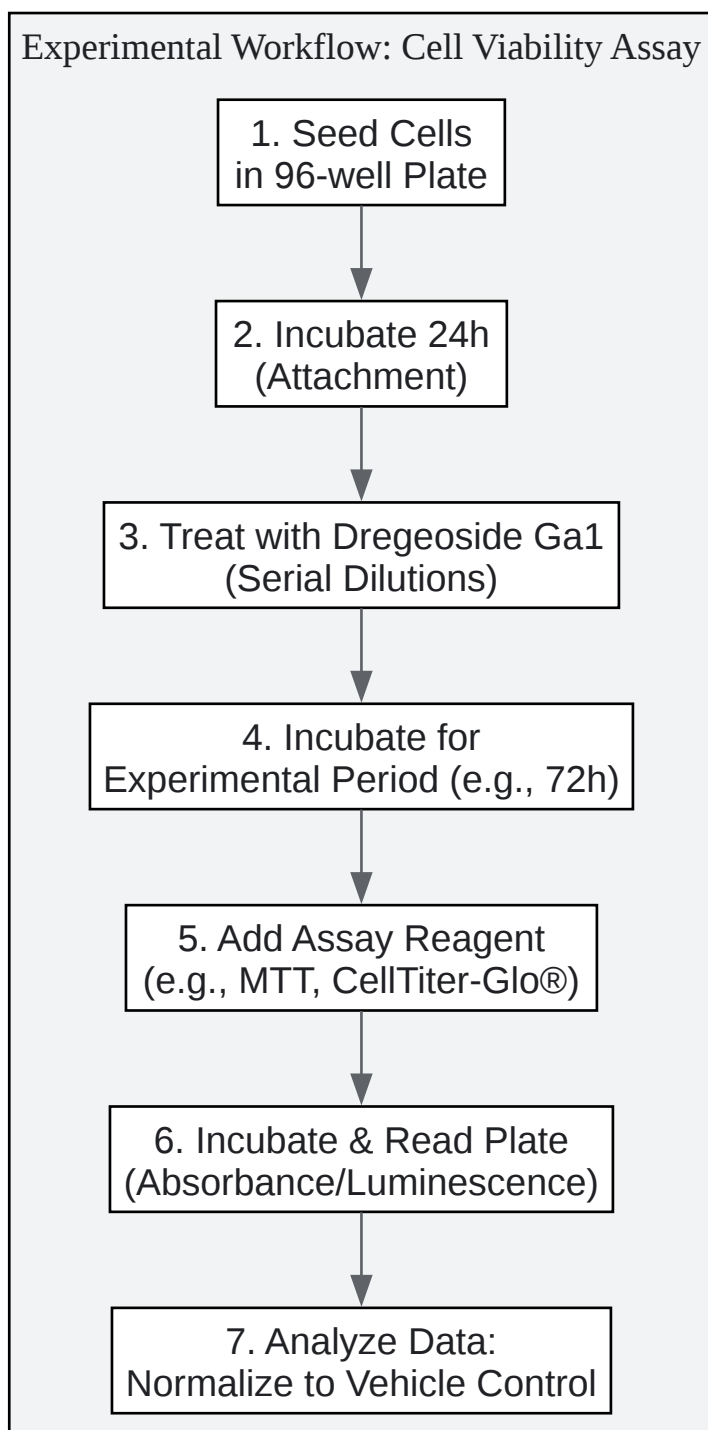 Experimental Workflow: Cell Viability Assay
1. Seed Cells
in 96-well Plate
2. Incubate 24h
(Attachment)
3. Treat with Dregeoside Ga1
(Serial Dilutions)
4. Incubate for
Experimental Period (e.g., 72h)
5. Add Assay Reagent
(e.g., MTT, CellTiter-Glo®)
6. Incubate & Read Plate
(Absorbance/Luminescence)
7. Analyze Data:
Normalize to Vehicle Control